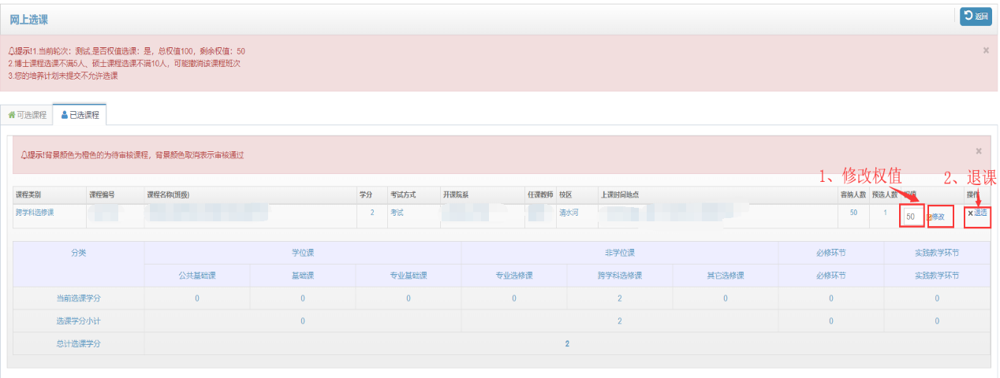 网上选课
返回
提示!1.当前轮次：测试,是否权值选课：是，总权值100，剩余权值：50
×
2.博士课程选课不满5人、硕士课程选课不满10人，可能撤消该课程班次
3.您的培养计划未提交不允许选课
可选课程 已选课程
提示!背景颜色为橙色的为待审核课程，背景颜色取消表示审核通过
×
1、修改权值 2、退课
课程类别 课程编号 课程名称(班级) 学分 考试方式 开课院系 任课教师 校区 上课时间地点 容纳人数 预选人数 权值 操作
跨学科选修课 2 考试 清水河 50 1 50 修改 退选
分类 学位课 非学位课 必修环节 实践教学环节
公共基础课 基础课 专业基础课 专业选修课 跨学科选修课 其它选修课 必修环节 实践教学环节
当前选课学分 0 0 0 0 2 0 0 0
选课学分小计 0 2 0 0
总计选课学分 2